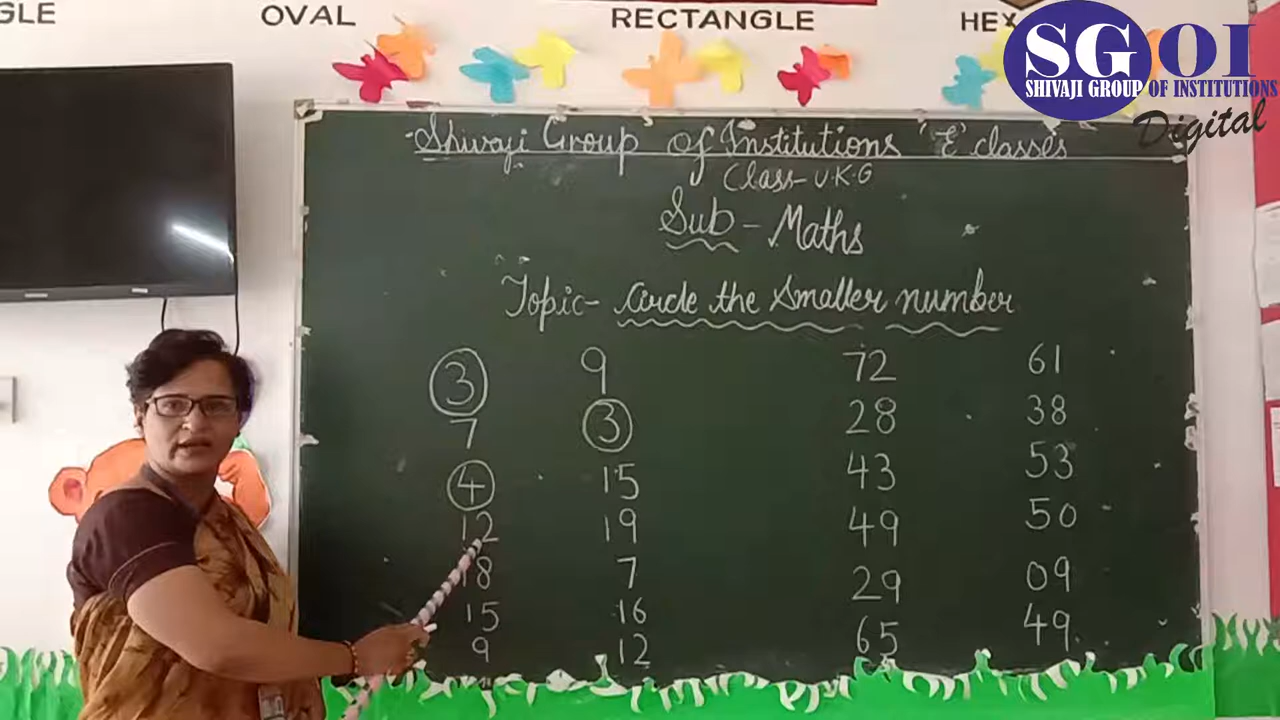 GLE OVAL RECTANGLE HEX
SGOI
SHIVAJI GROUP OF INSTITUTIONS
Digital
Shivaji Group of Institutions 'E' classes
Class- U.K.G
Sub - Maths
Topic- Circle the Smaller number
3 9 72 61
7 3 28 38
4 15 43 53
12 19 49 50
18 7 29 09
15 16 65 49
9 12